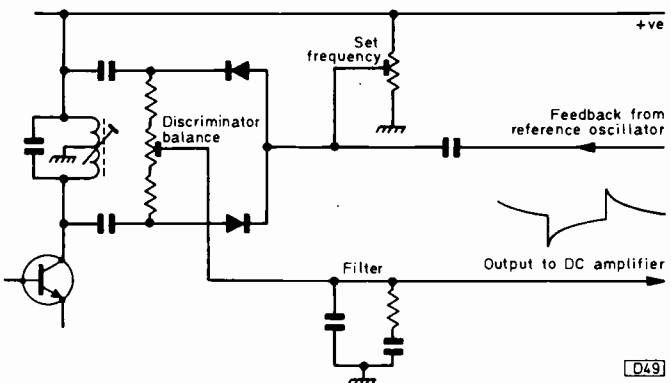 +ve
Set
frequency
Discriminator
balance
Feedback from
reference oscillator
Filter
Output to DC amplifier
D49